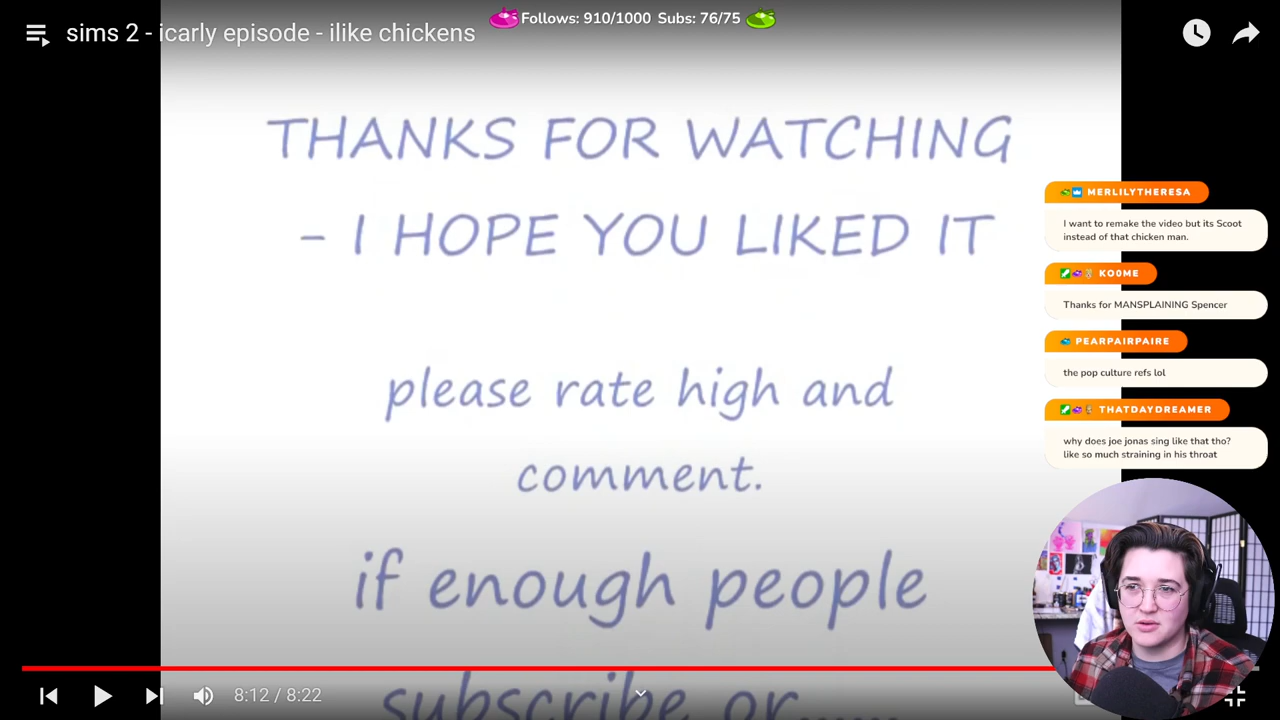 Follows: 910/1000 Subs: 76/75
sims 2 - icarly episode - ilike chickens
THANKS FOR WATCHING
- I HOPE YOU LIKED IT
please rate high and
comment.
if enough people
subscribe or......
MERLILYTHERESA
I want to remake the video but its Scoot
instead of that chicken man.
KO0ME
Thanks for MANSPLAINING Spencer
PEARPAIRPAIRE
the pop culture refs lol
THATDAYDREAMER
why does joe jonas sing like that tho?
like so much straining in his throat
8:12 / 8:22